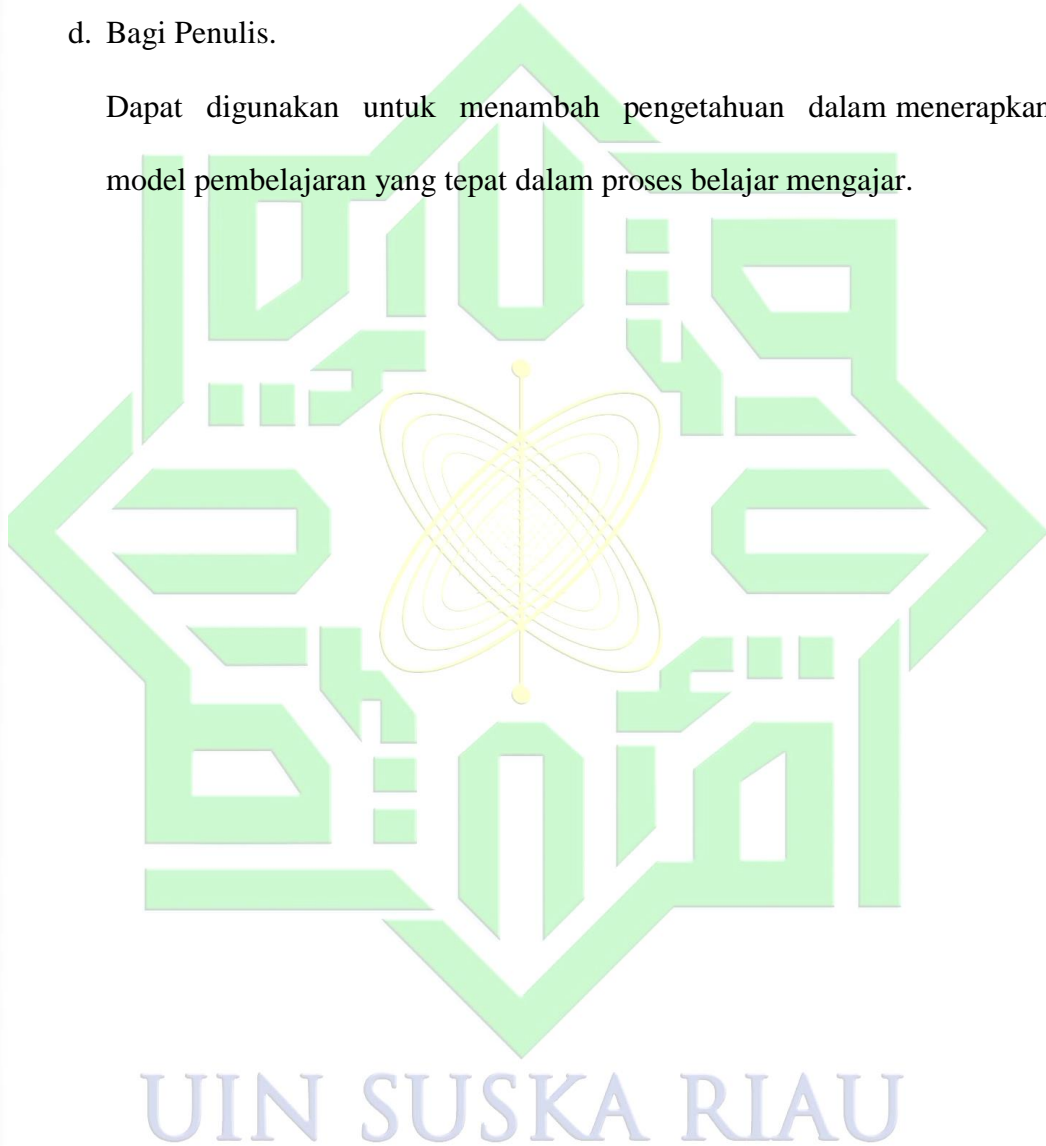 d. Bagi Penulis.
Dapat digunakan untuk menambah pengetahuan dalam menerapkan
model pembelajaran yang tepat dalam proses belajar mengajar.
UIN SUSKA RIAU